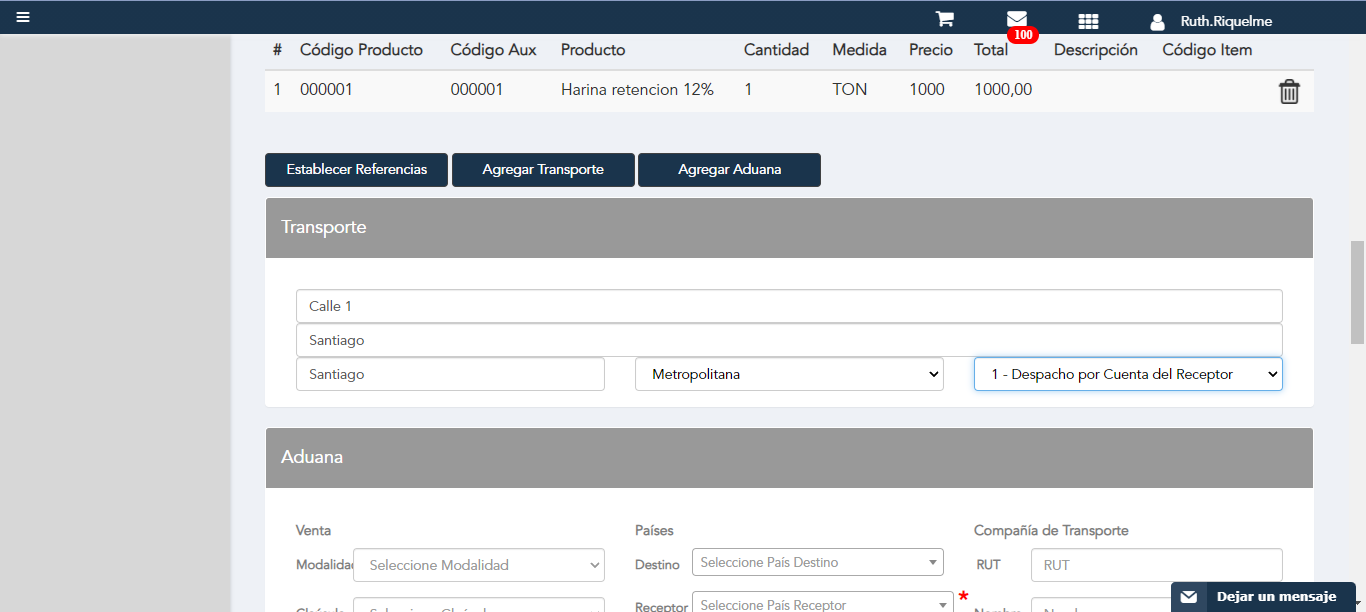 Ruth.Riquelme
100
# Código Producto Código Aux Producto Cantidad Medida Precio Total Descripción Código Item
1 000001 000001 Harina retencion 12% 1 TON 1000 1000,00
Establecer Referencias Agregar Transporte Agregar Aduana
Transporte
Calle 1
Santiago
Santiago Metropolitana 1 - Despacho por Cuenta del Receptor
Aduana
Venta Países Compañía de Transporte
Modalidad Seleccione Modalidad Destino Seleccione País Destino RUT RUT
Receptor Seleccione País Receptor *
Dejar un mensaje